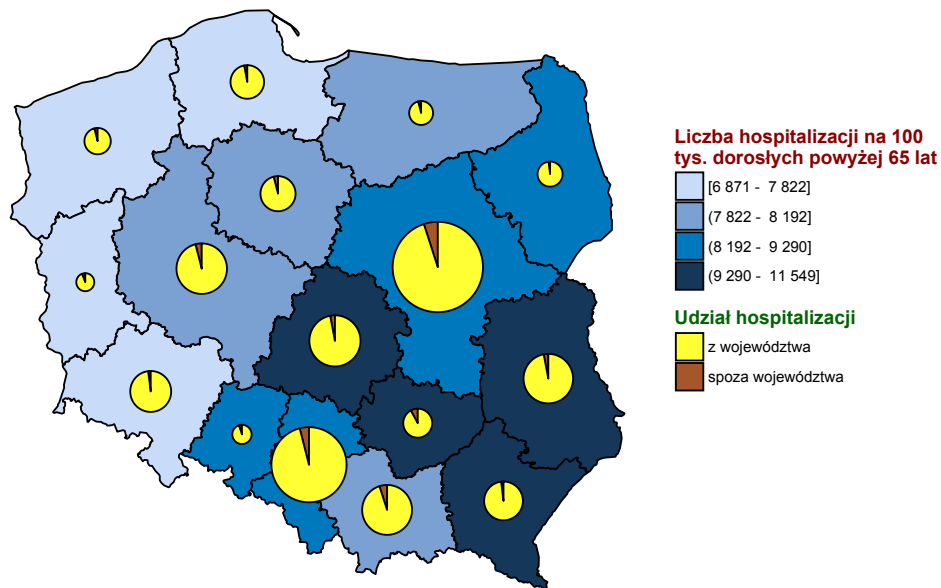 Liczba hospitalizacji na 100
tys. dorosłych powyżej 65 lat
[6 871 - 7 822]
(7 822 - 8 192]
(8 192 - 9 290]
(9 290 - 11 549]
Udział hospitalizacji
z województwa
spoza województwa